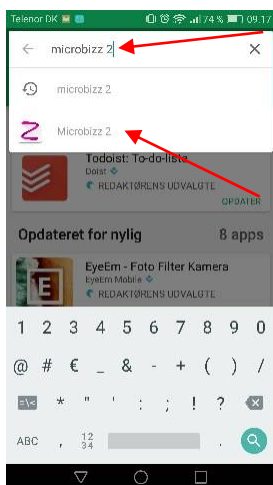 Telenor DK 74 % 09.17
microbizz 2
microbizz 2
Microbizz 2
Todoist: To-do-liste
Doist
REDAKTØRENS UDVALGTE
OPDATER
Opdateret for nylig 8 apps
EyeEm - Foto Filter Kamera
EyeEm Mobile
REDAKTØRENS UDVALGTE
1 2 3 4 5 6 7 8 9 0
@ # € _ & - + ( ) /
=\< * " ' : ; ! ?
ABC , 12 34 .